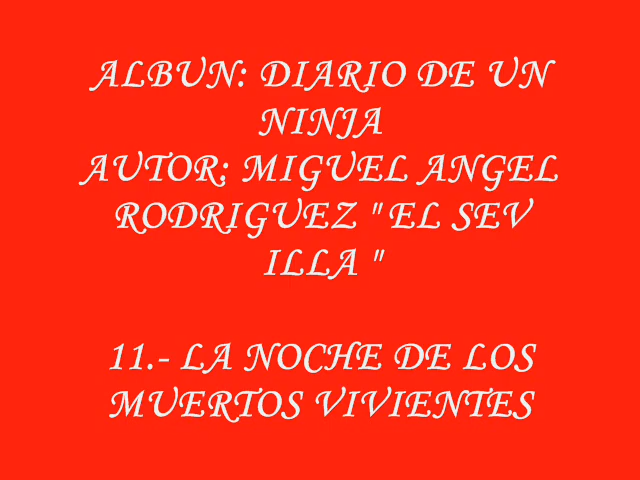 ALBUN: DIARIO DE UN
NINJA
AUTOR: MIGUEL ANGEL
RODRIGUEZ " EL SEV
ILLA "
11.- LA NOCHE DE LOS
MUERTOS VIVIENTES